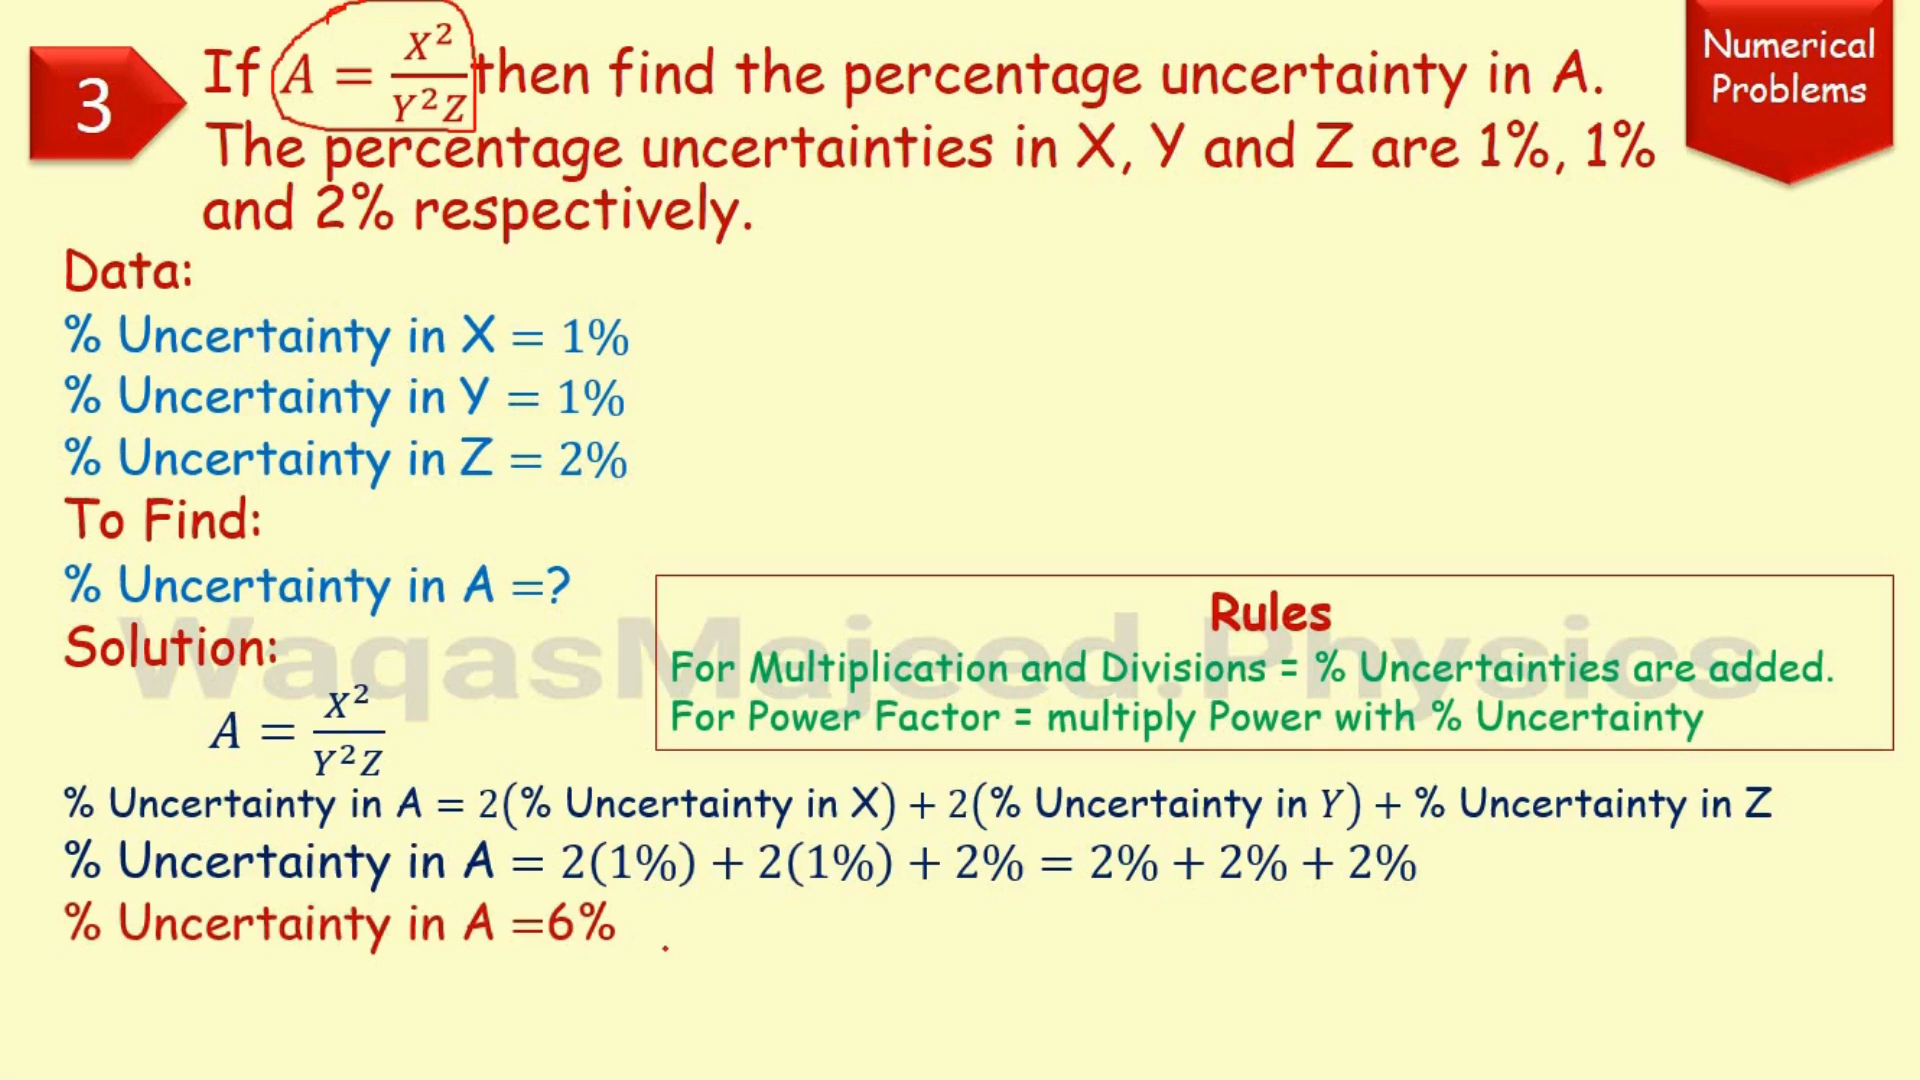 3
If A = X²/Y²Z then find the percentage uncertainty in A.
The percentage uncertainties in X, Y and Z are 1%, 1%
and 2% respectively.
Numerical
Problems
Data:
% Uncertainty in X = 1%
% Uncertainty in Y = 1%
% Uncertainty in Z = 2%
To Find:
% Uncertainty in A =?
Solution:
A = X²/Y²Z
WaqasMajeed.Physics
Rules
For Multiplication and Divisions = % Uncertainties are added.
For Power Factor = multiply Power with % Uncertainty
% Uncertainty in A = 2(% Uncertainty in X) + 2(% Uncertainty in Y) + % Uncertainty in Z
% Uncertainty in A = 2(1%) + 2(1%) + 2% = 2% + 2% + 2%
% Uncertainty in A =6%